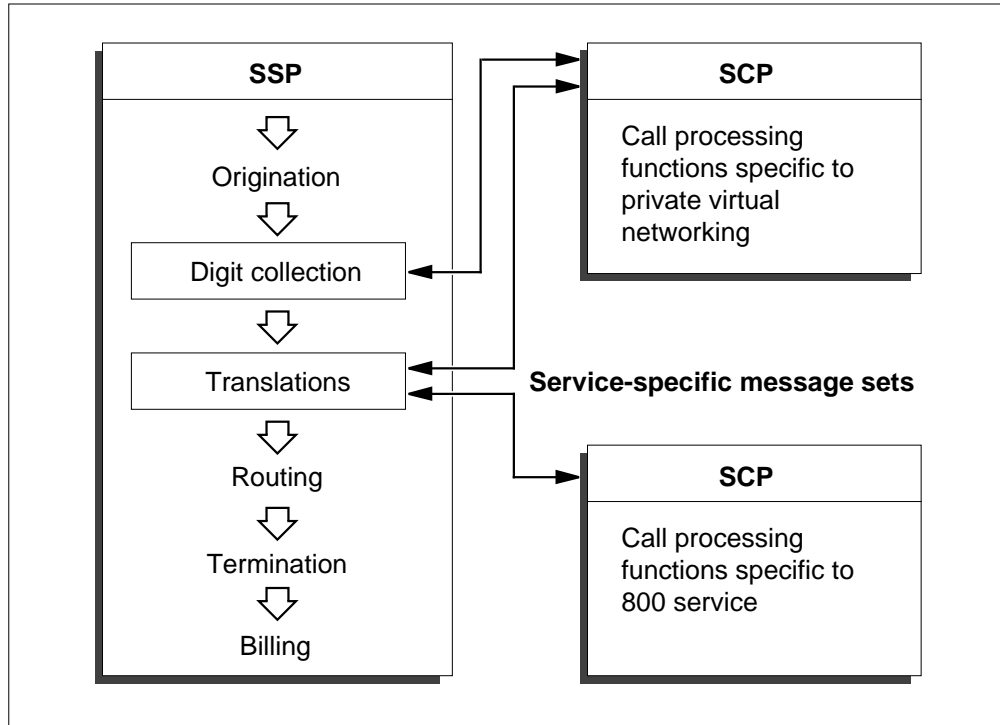 SSP
Origination
Digit collection
Translations
Routing
Termination
Billing
SCP
Call processing
functions specific to
private virtual
networking
Service-specific message sets
SCP
Call processing
functions specific to
800 service